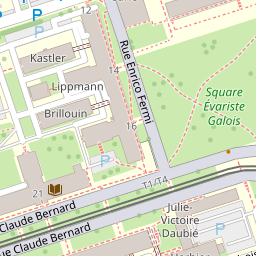 P
P
Kastler
14
Rue Enrico Fermi
Lippmann
Square
Évariste
Galois
Brillouin
16
P
21
T1/T4
Claude Bernard
Julie-
Victoire
Daubié
Claude Bernard